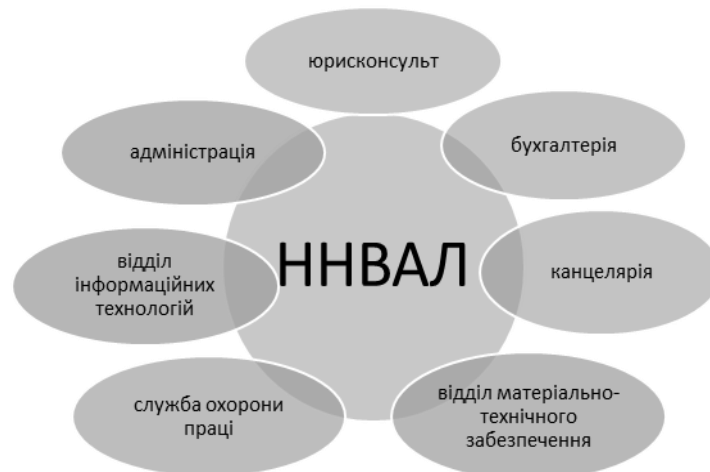 юрисконсульт
адміністрація
бухгалтерія
ННВАЛ
відділ
інформаційних
технологій
канцелярія
служба охорони
праці
відділ матеріально-
технічного
забезпечення